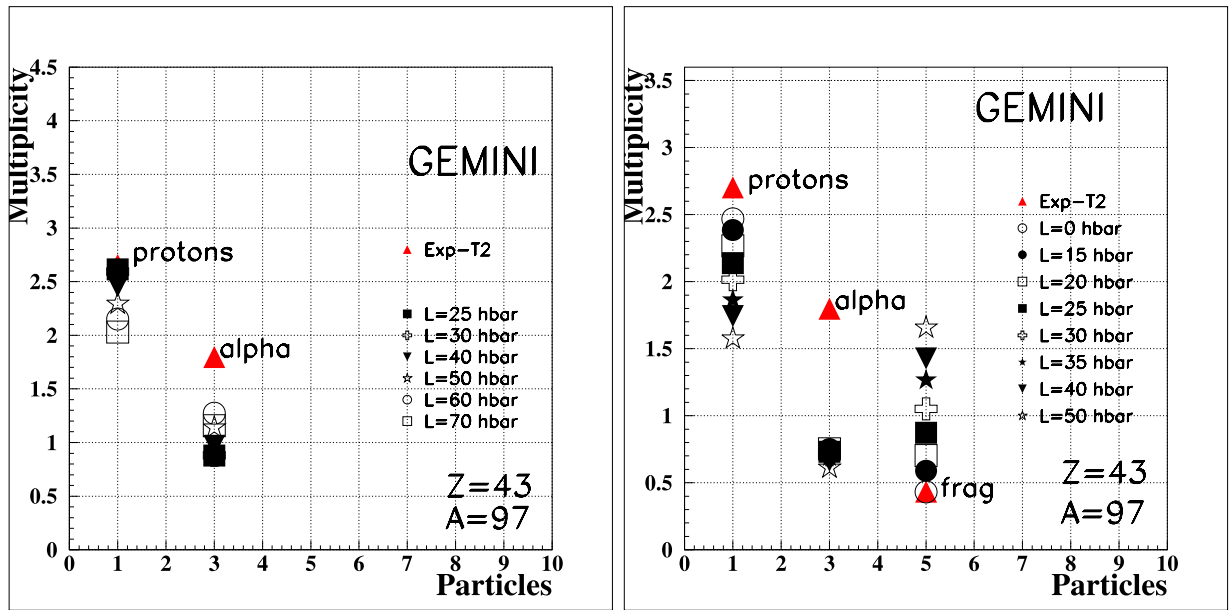 Multiplicity
4.5
4
3.5
3
2.5
2
1.5
1
0.5
0
GEMINI
protons
Exp-T2
L=25 hbar
L=30 hbar
L=40 hbar
L=50 hbar
L=60 hbar
L=70 hbar
alpha
Z=43
A=97
0 1 2 3 4 5 6 7 8 9 10
Particles
Multiplicity
3.5
3
2.5
2
1.5
1
0.5
0
GEMINI
protons
Exp-T2
L=0 hbar
L=15 hbar
L=20 hbar
L=25 hbar
L=30 hbar
L=35 hbar
L=40 hbar
L=50 hbar
alpha
frag
Z=43
A=97
0 1 2 3 4 5 6 7 8 9 10
Particles